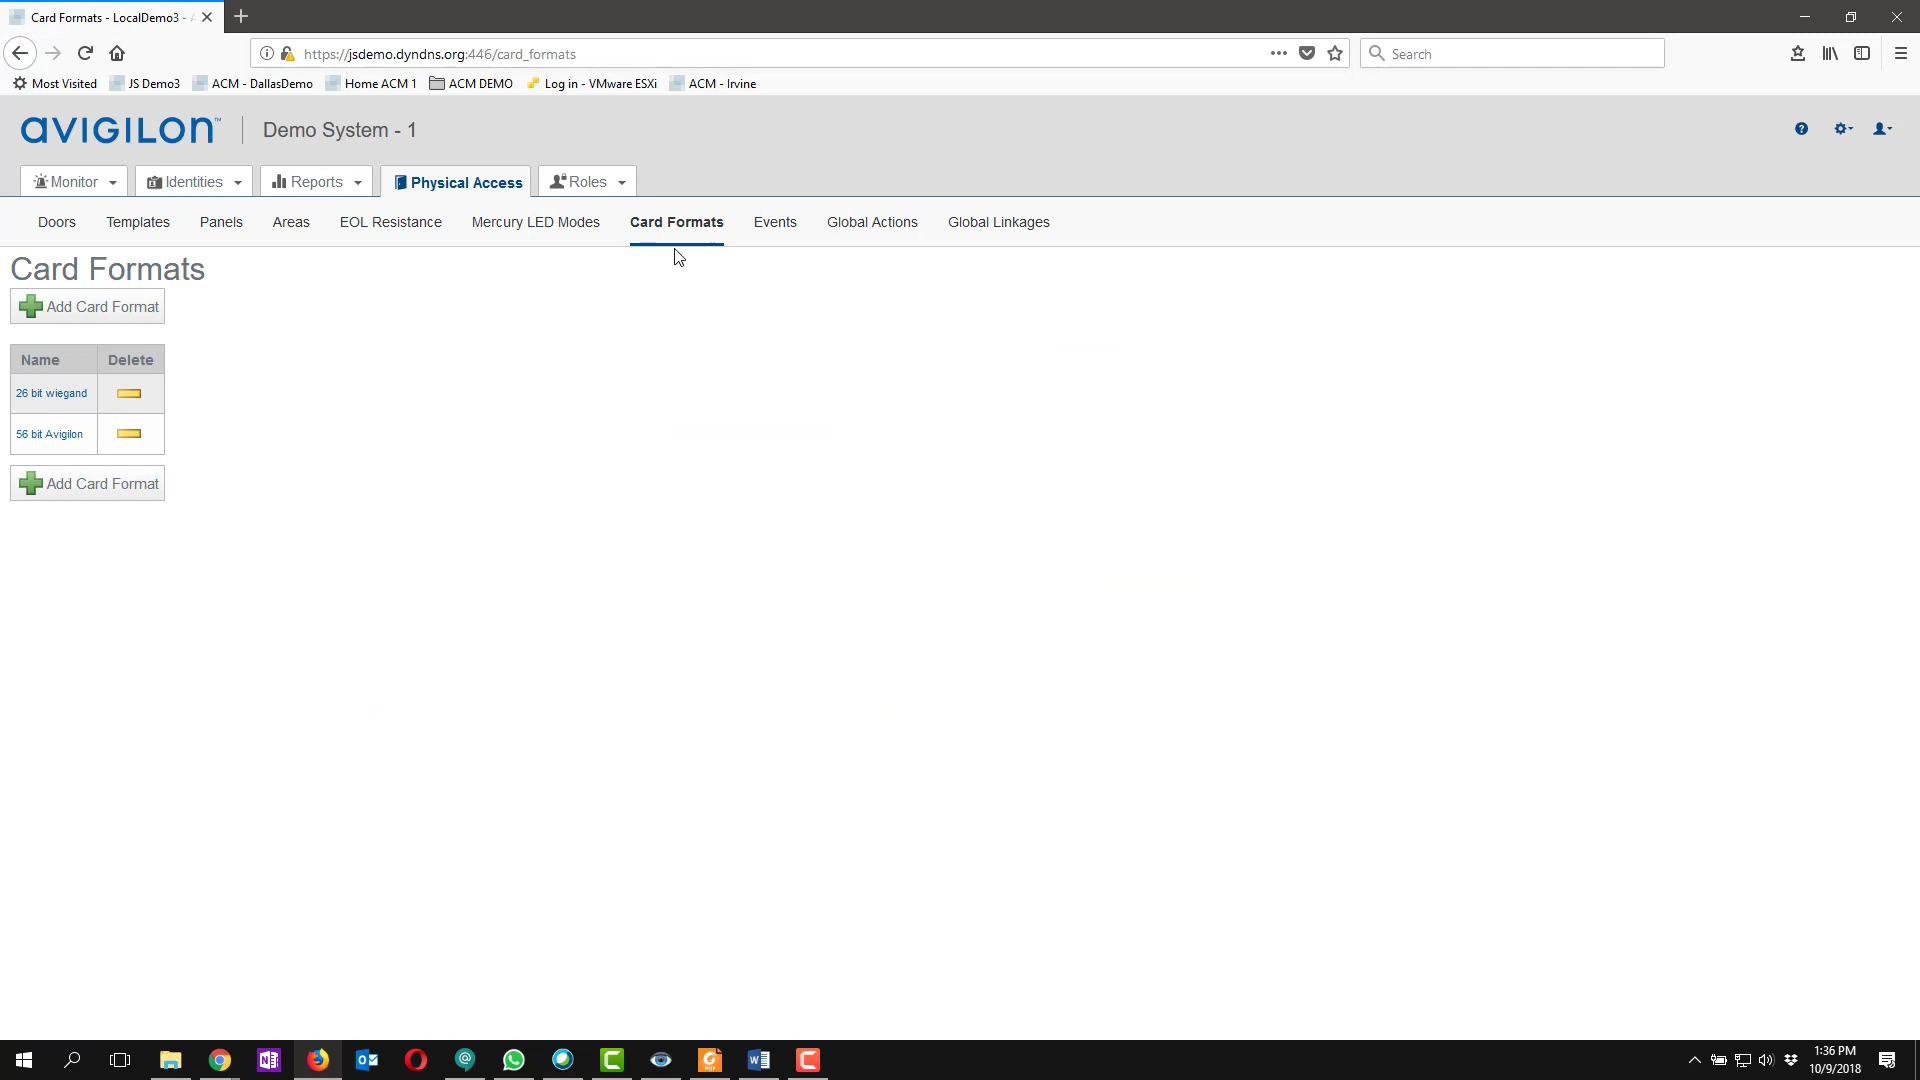 Card Formats - LocalDemo3 -
https://jsdemo.dyndns.org:446/card_formats
Search
Most Visited JS Demo3 ACM - DallasDemo Home ACM 1 ACM DEMO Log in - VMware ESXi ACM - Irvine
AVIGILON™ Demo System - 1
Monitor Identities Reports Physical Access Roles
Doors Templates Panels Areas EOL Resistance Mercury LED Modes Card Formats Events Global Actions Global Linkages
Card Formats
Add Card Format
Name Delete
26 bit wiegand
56 bit Avigilon
Add Card Format
1:36 PM
10/9/2018